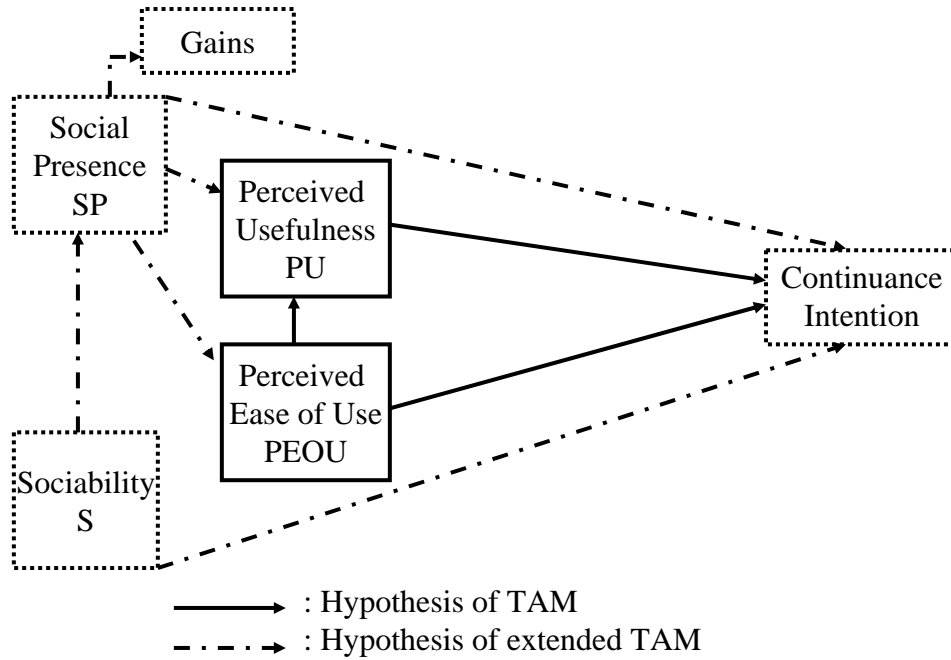 Gains
Social
Presence
SP
Perceived
Usefulness
PU
Continuance
Intention
Perceived
Ease of Use
PEOU
Sociability
S
: Hypothesis of TAM
: Hypothesis of extended TAM